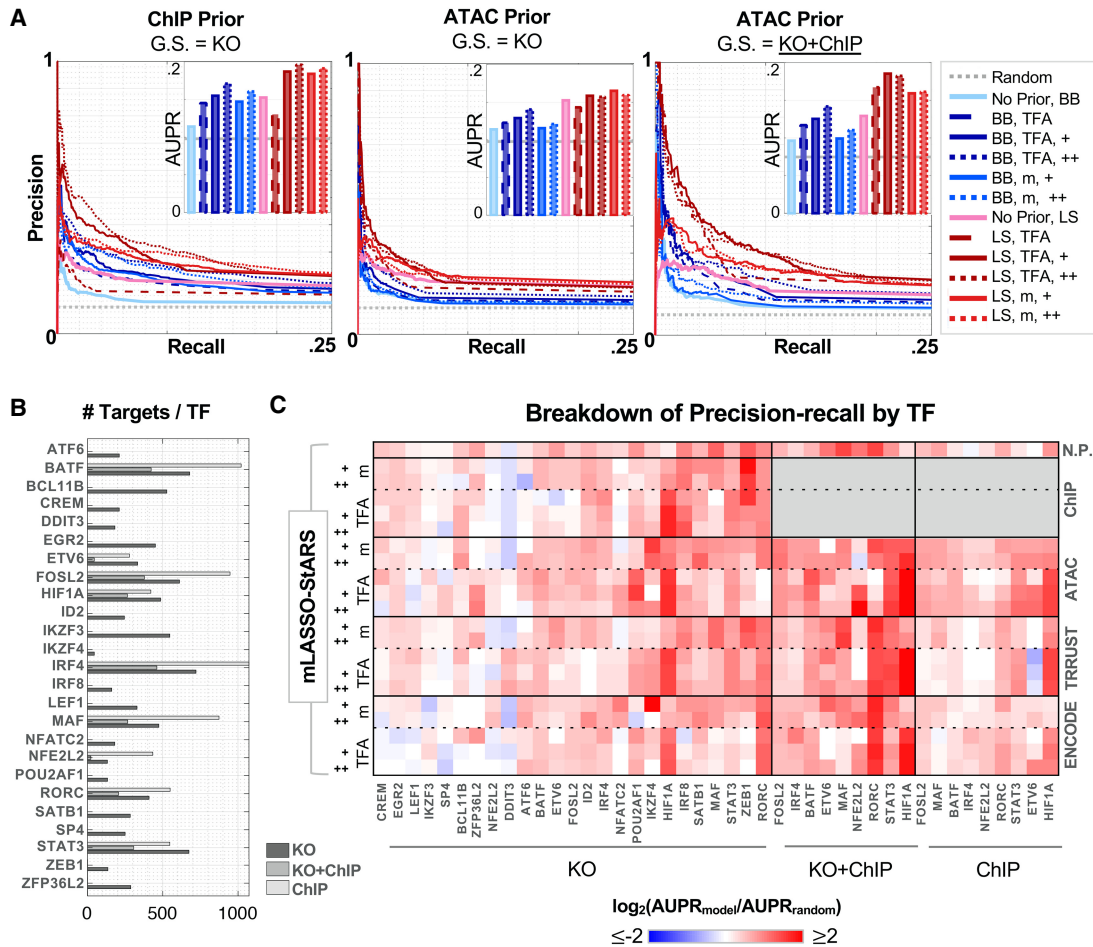 A
ChIP Prior
G.S. = KO
ATAC Prior
G.S. = KO
ATAC Prior
G.S. = KO+ChIP
1
Precision
0
Recall
.25
.2
AUPR
0
1
0
Recall
.25
.2
AUPR
0
1
0
Recall
.25
.2
AUPR
0
Random
No Prior, BB
BB, TFA
BB, TFA, +
BB, TFA, ++
BB, m, +
BB, m, ++
No Prior, LS
LS, TFA
LS, TFA, +
LS, TFA, ++
LS, m, +
LS, m, ++
B
# Targets / TF
ATF6
BATF
BCL11B
CREM
DDIT3
EGR2
ETV6
FOSL2
HIF1A
ID2
IKZF3
IKZF4
IRF4
IRF8
LEF1
MAF
NFATC2
NFE2L2
POU2AF1
RORC
SATB1
SP4
STAT3
ZEB1
ZFP36L2
0
500
1000
KO
KO+ChIP
ChIP
C
Breakdown of Precision-recall by TF
mLASSO-StARS
+
++
m
+
++
TFA
+
++
m
+
++
TFA
+
++
m
+
++
TFA
+
++
m
+
++
TFA
N.P.
ChIP
ATAC
TRRUST
ENCODE
CREM
EGR2
LEF1
IKZF3
SP4
BCL11B
ZFP36L2
NFE2L2
DDIT3
ATF6
BATF
ETV6
FOSL2
ID2
IRF4
NFATC2
POU2AF1
IKZF4
HIF1A
IRF8
SATB1
MAF
STAT3
ZEB1
RORC
FOSL2
IRF4
BATF
ETV6
MAF
NFE2L2
RORC
STAT3
HIF1A
FOSL2
MAF
BATF
IRF4
NFE2L2
RORC
STAT3
ETV6
HIF1A
KO
KO+ChIP
ChIP
log2(AUPRmodel/AUPRrandom)
≤-2
≥2